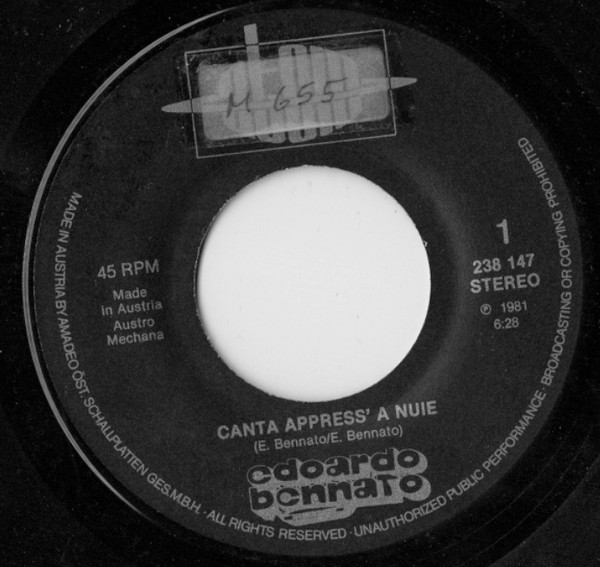 M 655
MADE IN AUSTRIA BY AMADEO ÖST. SCHALLPLATTEN GES.M.B.H. · ALL RIGHTS RESERVED · UNAUTHORIZED PUBLIC PERFORMANCE · BROADCASTING OR COPYING PROHIBITED
45 RPM
Made
in Austria
Austro
Mechana
1
238 147
STEREO
℗ 1981
6:28
CANTA APPRESS' A NUIE
(E. Bennato/E. Bennato)
edoardo
bennato